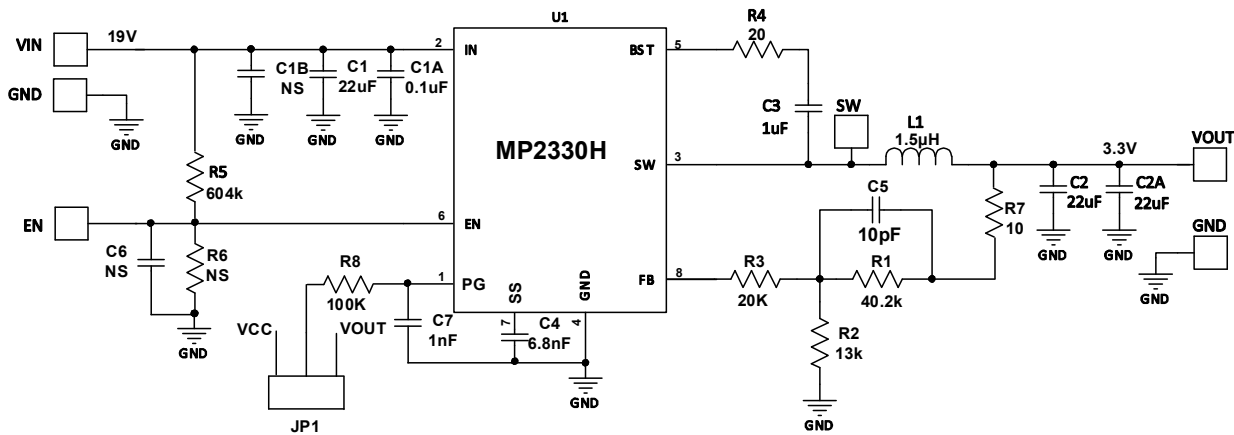 U1
R4
20
VIN
19V
2
IN
BST
5
C1B
NS
C1
22uF
C1A
0.1uF
GND
GND
GND
GND
GND
C3
1uF
SW
MP2330H
L1
1.5µH
VOUT
SW
3
3.3V
R5
604k
C5
10pF
R7
10
C2
22uF
C2A
22uF
GND
GND
GND
EN
6
EN
C6
NS
R6
NS
R8
100K
1
PG
SS
GND
FB
8
R3
20K
R1
40.2k
GND
GND
VCC
VOUT
C7
1nF
7
C4
6.8nF
4
R2
13k
GND
GND
JP1